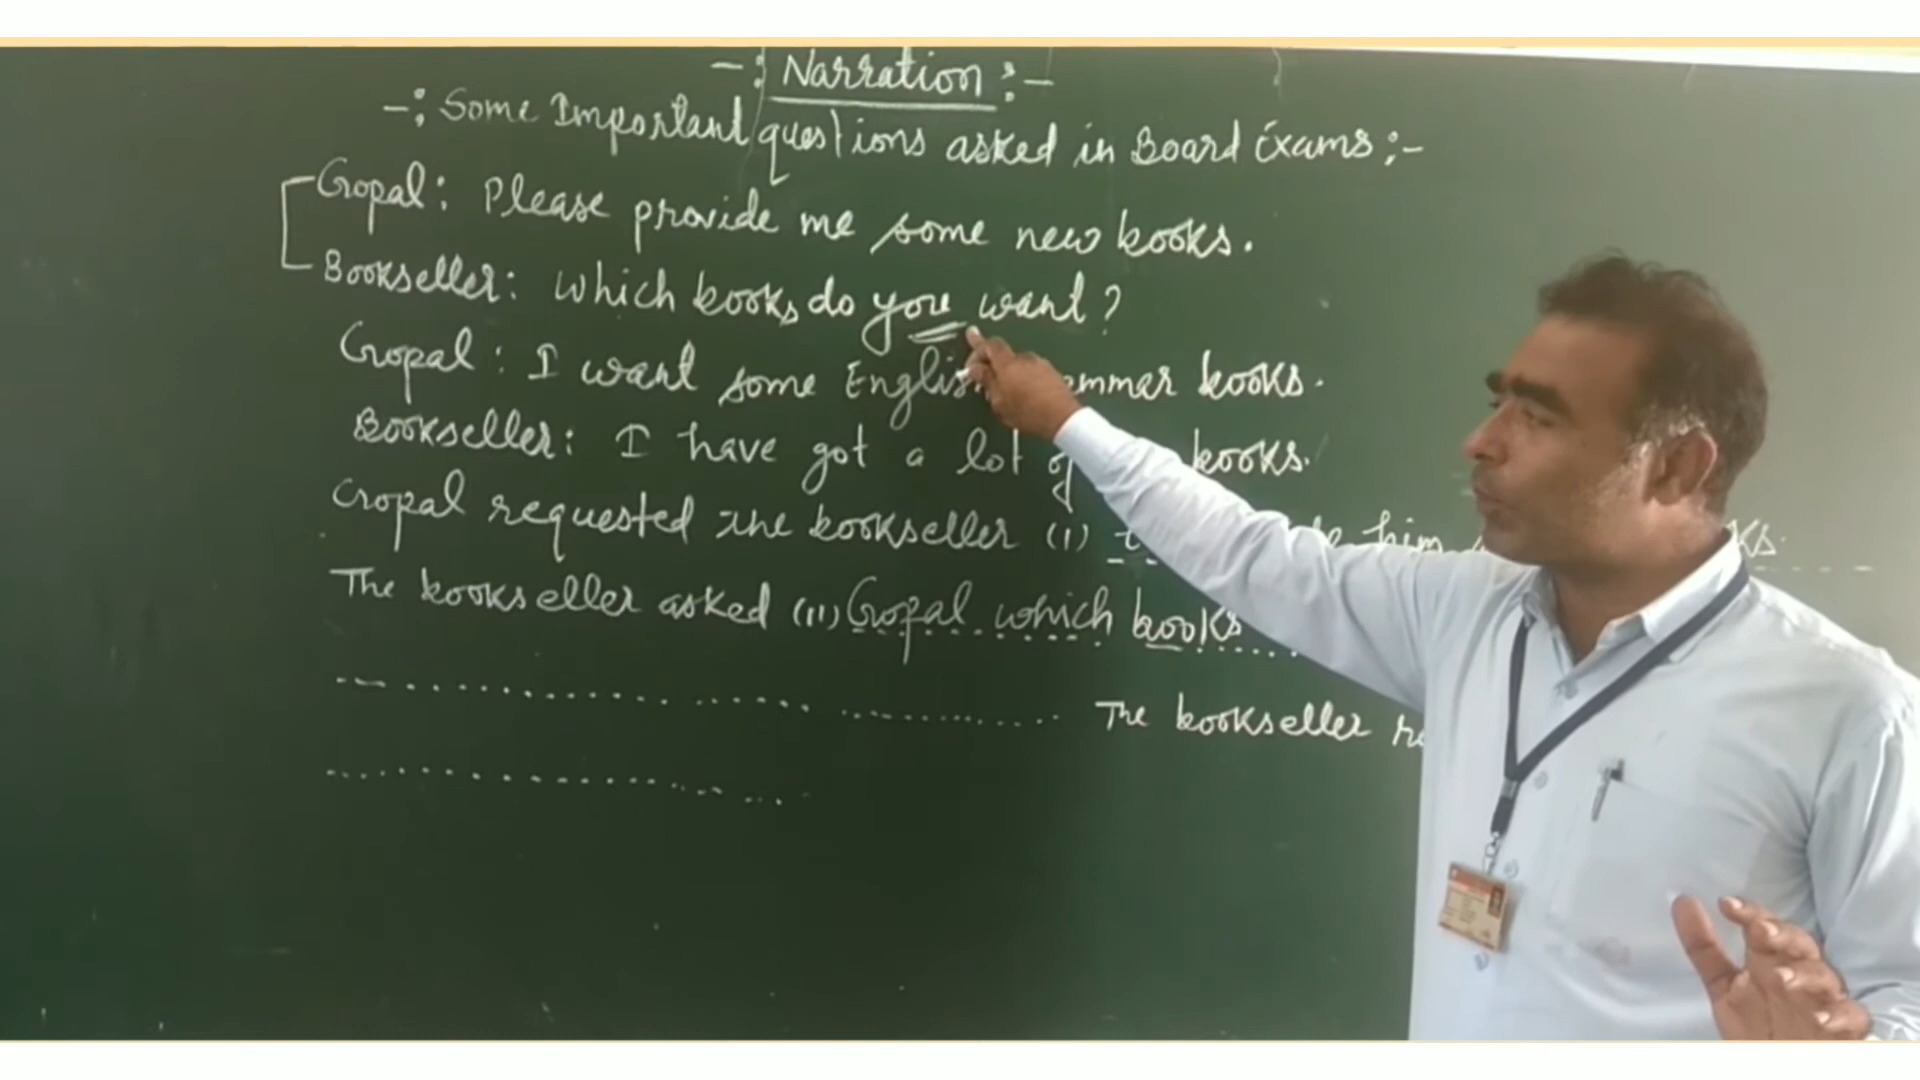 -: Narration :-
-: Some Important questions asked in Board Exams :-
Gopal: Please provide me some new books.
Bookseller: Which books do you want?
Gopal: I want some English books.
Bookseller: I have got a lot of books.
Gopal requested the bookseller (i) him
The bookseller asked (ii) Gopal which books
The bookseller